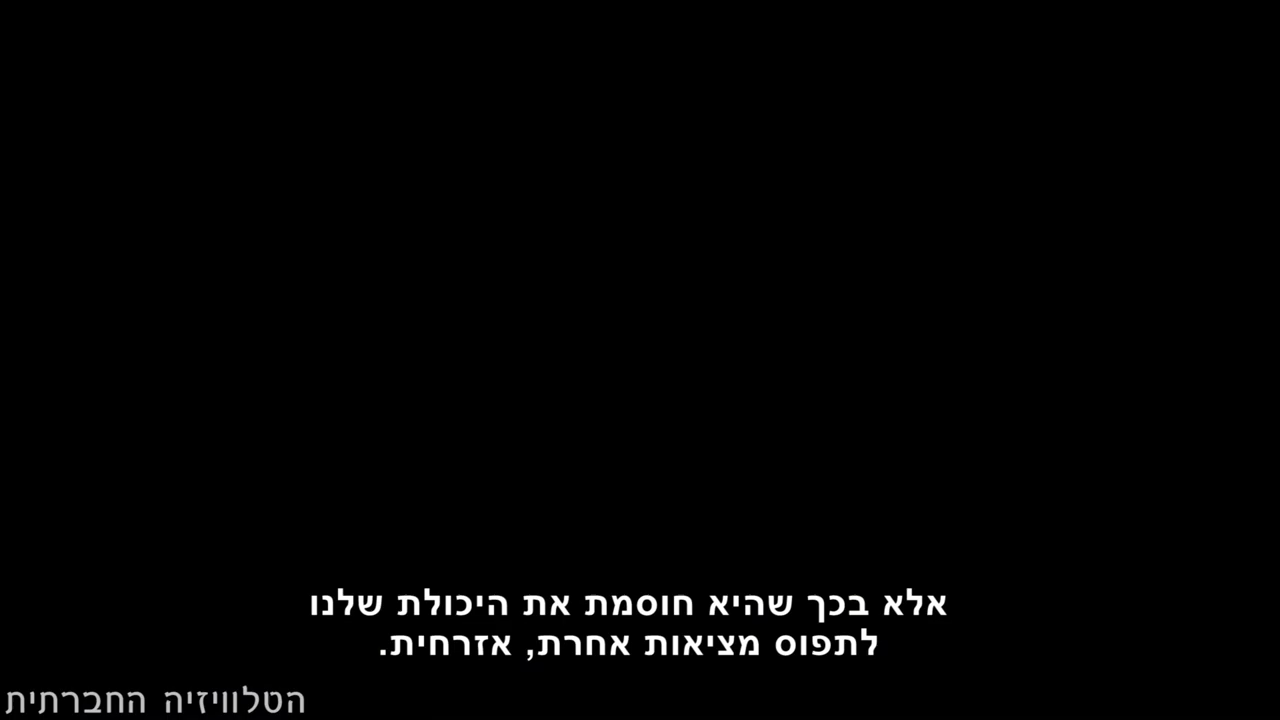 אלא בכך שהיא חוסמת את היכולת שלנו
לתפוס מציאות אחרת, אזרחית.
הטלוויזיה החברתית